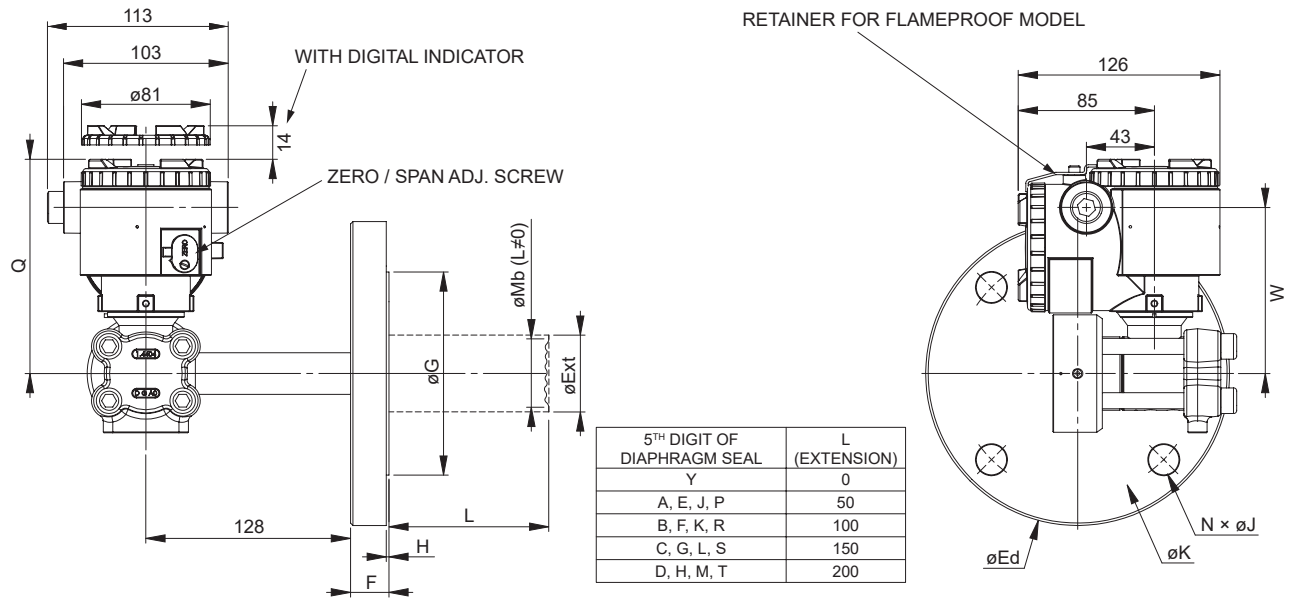 113
103
ø81
WITH DIGITAL INDICATOR
14
ZERO / SPAN ADJ. SCREW
ZERO
Q
øG
øMb (L≠0)
øExt
128
L
H
F
5TH DIGIT OF DIAPHRAGM SEAL
L (EXTENSION)
Y 0
A, E, J, P 50
B, F, K, R 100
C, G, L, S 150
D, H, M, T 200
RETAINER FOR FLAMEPROOF MODEL
126
85
43
W
N × øJ
øK
øEd